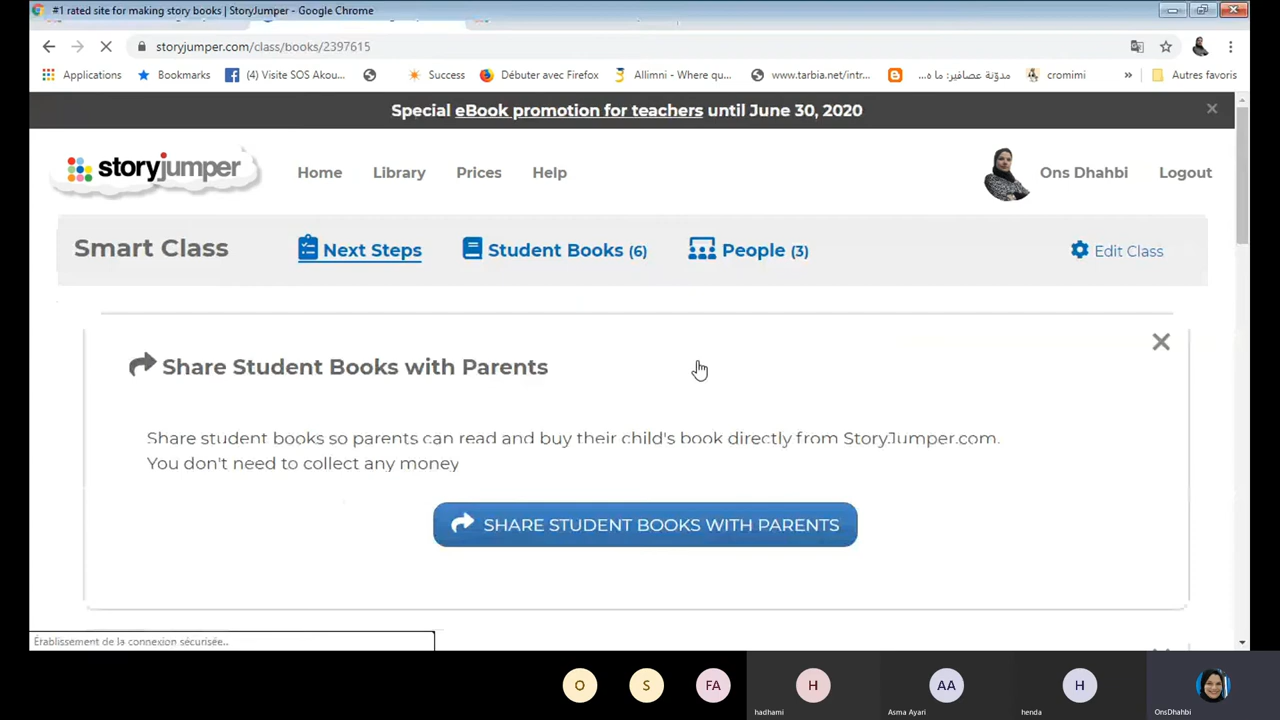 #1 rated site for making story books | StoryJumper - Google Chrome
storyjumper.com/class/books/2397615
Applications
Bookmarks
(4) Visite SOS Akou...
Success
Débuter avec Firefox
Allimni - Where qu...
www.tarbia.net/intr...
مدوّنة عصافير: ما ه...
cromimi
»
Autres favoris
Special eBook promotion for teachers until June 30, 2020
storyjumper
Home
Library
Prices
Help
Ons Dhahbi
Logout
Smart Class
Next Steps
Student Books (6)
People (3)
Edit Class
Share Student Books with Parents
Share student books so parents can read and buy their child's book directly from StoryJumper.com.
You don't need to collect any money
SHARE STUDENT BOOKS WITH PARENTS
Établissement de la connexion sécurisée..
O
S
FA
H
hadhami
AA
Asma Ayari
H
henda
OnsDhahbi